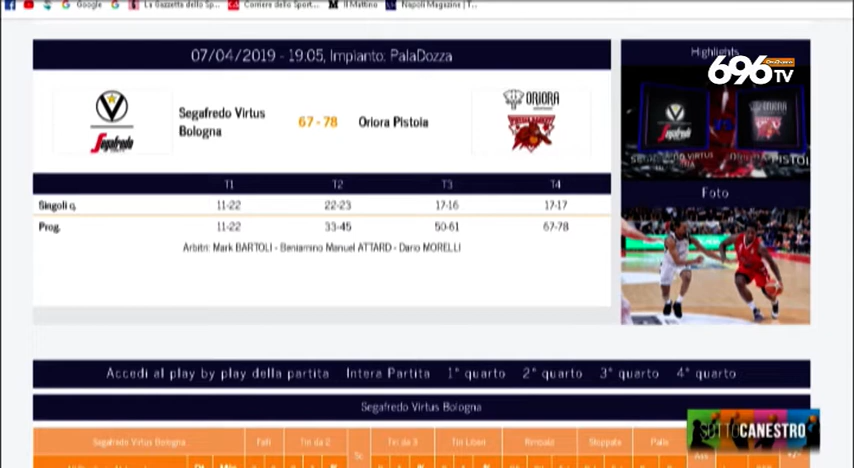 Google
La Gazzetta dello Sp...
Corriere dello Sport...
Il Mattino
Napoli Magazine | T...
07/04/2019 - 19.05, Impianto: PalaDozza
Segafredo Virtus
Bologna
67 - 78
Oriora Pistoia
Segafredo
ORIORA
T1 T2 T3 T4
Singoli q. 11-22 22-23 17-16 17-17
Prog. 11-22 33-45 50-61 67-78
Arbitri: Mark BARTOLI - Beniamino Manuel ATTARD - Dario MORELLI
Highlights
696 TV
Segafredo
ORIORA
Foto
Accedi al play by play della partita Intera Partita 1° quarto 2° quarto 3° quarto 4° quarto
Segafredo Virtus Bologna
SOTTOCANESTRO
Segafredo Virtus Bologna Falli Tiri da 2 Tiri da 3 Tiri Liberi Rimbalzi Stoppate Palle
Sc Ass